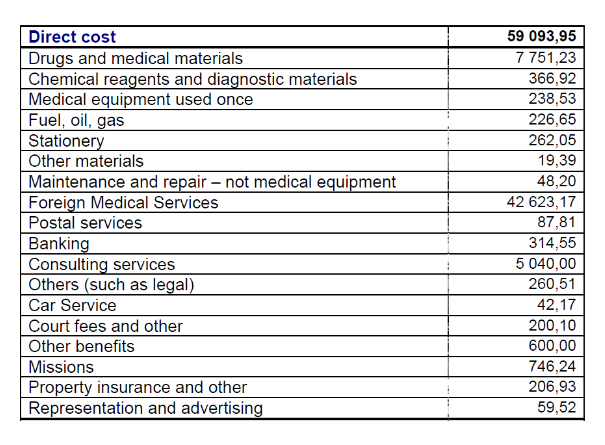 Direct cost 59 093,95
Drugs and medical materials 7 751,23
Chemical reagents and diagnostic materials 366,92
Medical equipment used once 238,53
Fuel, oil, gas 226,65
Stationery 262,05
Other materials 19,39
Maintenance and repair – not medical equipment 48,20
Foreign Medical Services 42 623,17
Postal services 87,81
Banking 314,55
Consulting services 5 040,00
Others (such as legal) 260,51
Car Service 42,17
Court fees and other 200,10
Other benefits 600,00
Missions 746,24
Property insurance and other 206,93
Representation and advertising 59,52